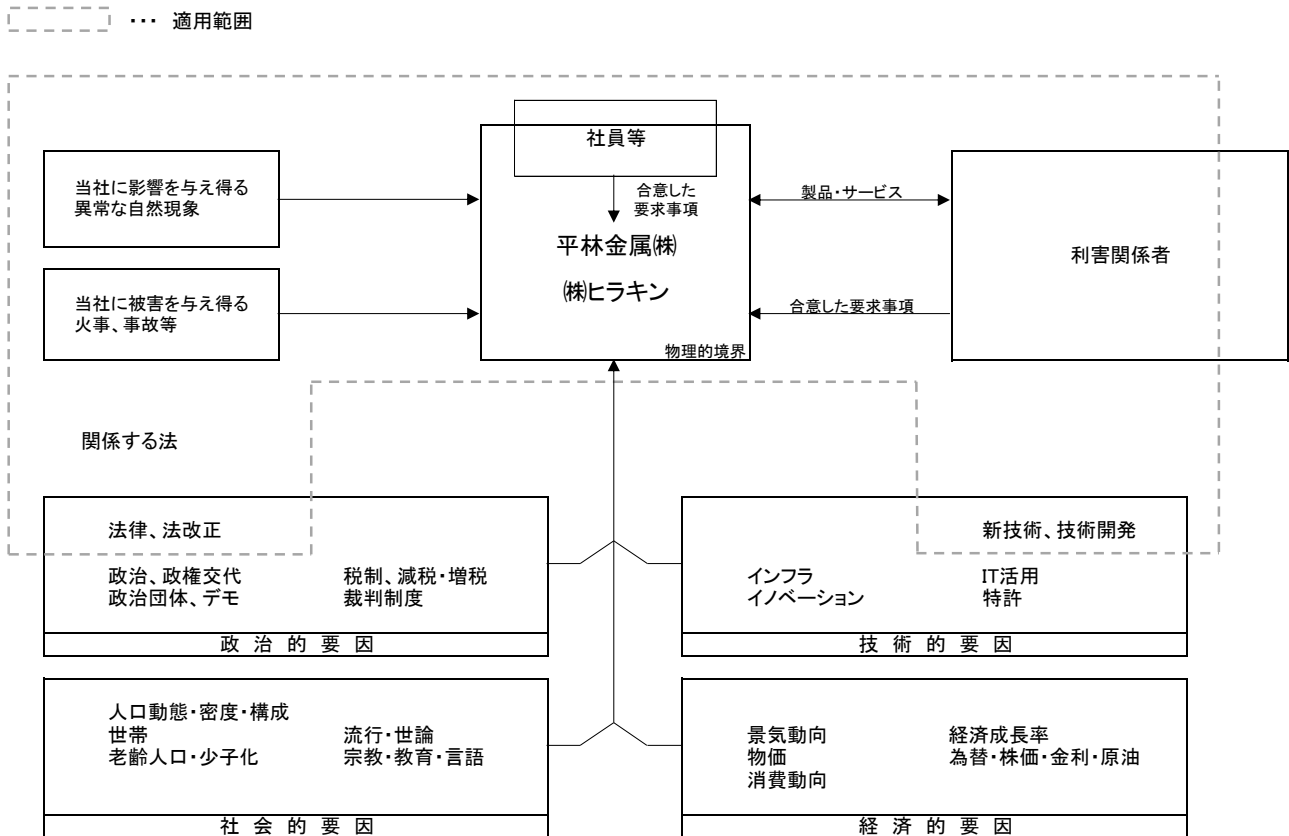 ・・・ 適用範囲
社員等
当社に影響を与え得る
異常な自然現象
合意した
要求事項
製品・サービス
平林金属㈱
㈱ヒラキン
利害関係者
当社に被害を与え得る
火事、事故等
合意した要求事項
物理的境界
関係する法
法律、法改正
政治、政権交代
政治団体、デモ
税制、減税・増税
裁判制度
政治的要因
新技術、技術開発
インフラ
イノベーション
IT活用
特許
技術的要因
人口動態・密度・構成
世帯
老齢人口・少子化
流行・世論
宗教・教育・言語
社会的要因
景気動向
物価
消費動向
経済成長率
為替・株価・金利・原油
経済的要因